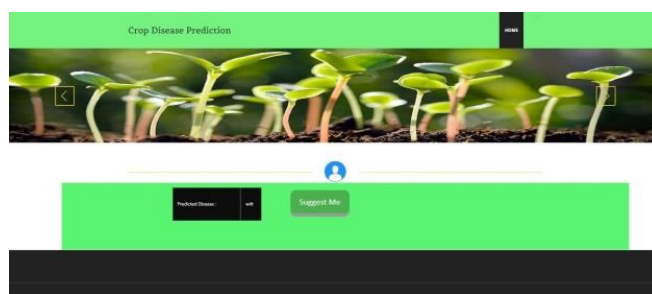 Crop Disease Prediction
HOME
Predicted Disease :
wilt
Suggest Me